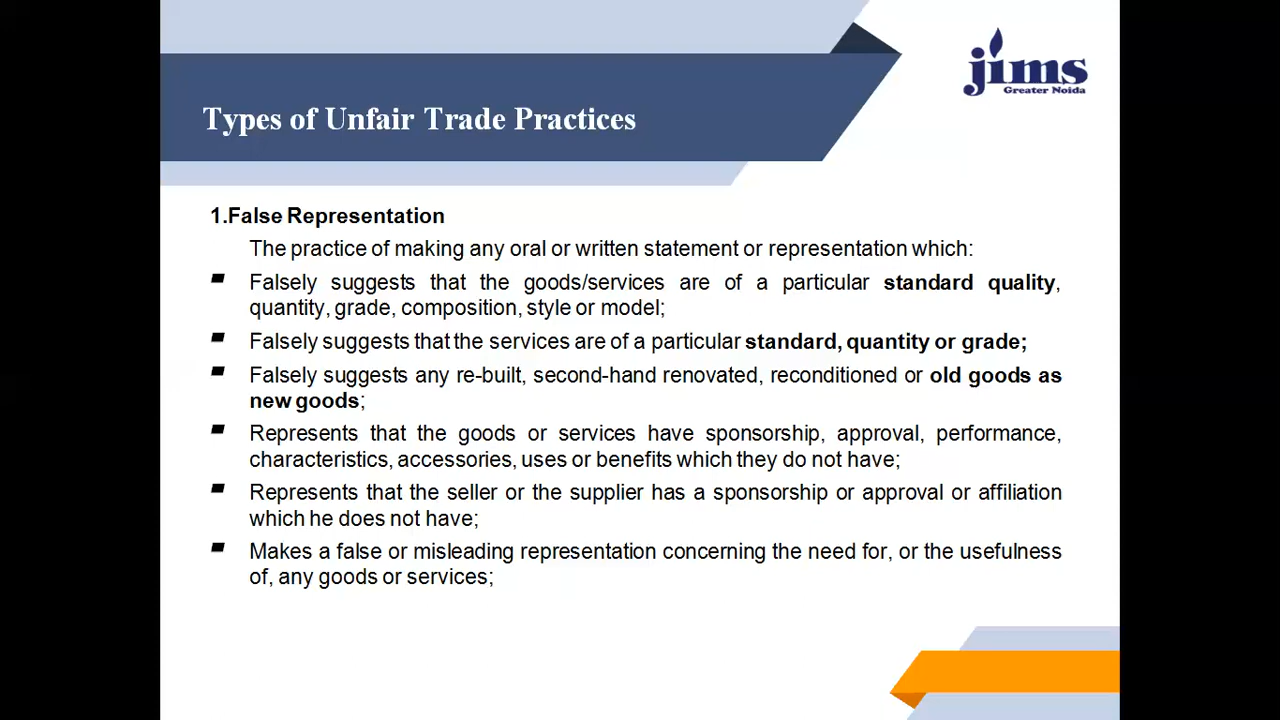 jims
Greater Noida
Types of Unfair Trade Practices
1.False Representation
The practice of making any oral or written statement or representation which:
Falsely suggests that the goods/services are of a particular standard quality,
quantity, grade, composition, style or model;
Falsely suggests that the services are of a particular standard, quantity or grade;
Falsely suggests any re-built, second-hand renovated, reconditioned or old goods as
new goods;
Represents that the goods or services have sponsorship, approval, performance,
characteristics, accessories, uses or benefits which they do not have;
Represents that the seller or the supplier has a sponsorship or approval or affiliation
which he does not have;
Makes a false or misleading representation concerning the need for, or the usefulness
of, any goods or services;